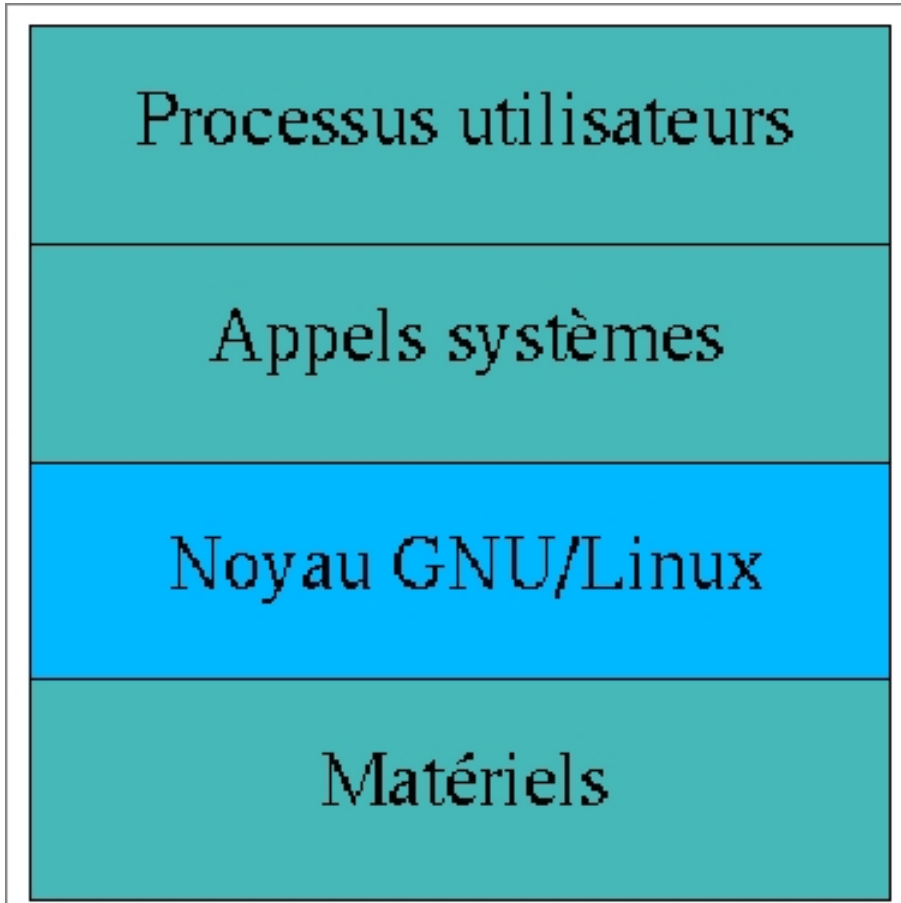 Processus utilisateurs
Appels systèmes
Noyau GNU/Linux
Matériels